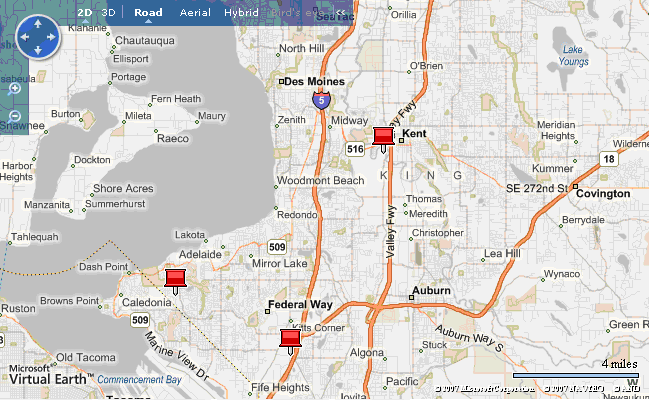 Klahanie
2D 3D | Road Aerial Hybrid bird's eye <<
SeaTac
Orillia
Chautauqua
Ellisport
North Hill
Lake
Youngs
O'Brien
Portage
Des Moines
Fern Heath
5
Burton
Mileta
Maury
Zenith
Midway
Valley Fwy
Kent
Shawnee
Raeco
516
Meridian
Heights
Wilderne
Dockton
Harbor
Heights
Kummer
18
KING
Woodmont Beach
Shore Acres
SE 272nd St
Covington
Manzanita
Summerhurst
Thomas
Meredith
Redondo
Berrydale
Tahlequah
Lakota
Valley Fwy
Christopher
509
Adelaide
Lea Hill
Mirror Lake
Dash Point
Wynaco
Browns Point
Caledonia
Auburn
Ruston
Federal Way
509
Kitts Corner
Green R
Auburn Way S
Marine View Dr
Stuck
Old Tacoma
Algona
4 miles
Microsoft
Virtual Earth™
Commencement Bay
Pacific
Fife Heights
©2007 Microsoft Corporation ©2007 NAVTEQ ©AND
Tacoma
Jovita
Newaukum